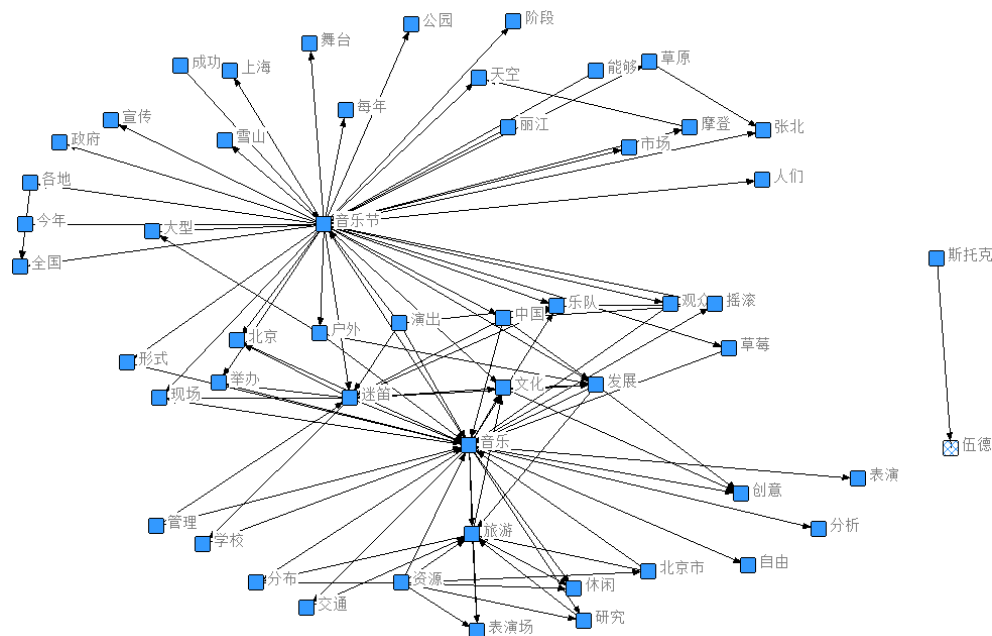 公园
阶段
舞台
成功
上海
天空
能够
草原
每年
宣传
丽江
摩登
张北
政府
雪山
市场
各地
人们
今年
音乐节
大型
全国
斯托克
中国
乐队
观众
摇滚
演出
户外
北京
草莓
形式
举办
现场
迷笛
文化
发展
音乐
伍德
表演
创意
管理
学校
旅游
分析
自由
分布
资源
休闲
北京市
交通
表演场
研究